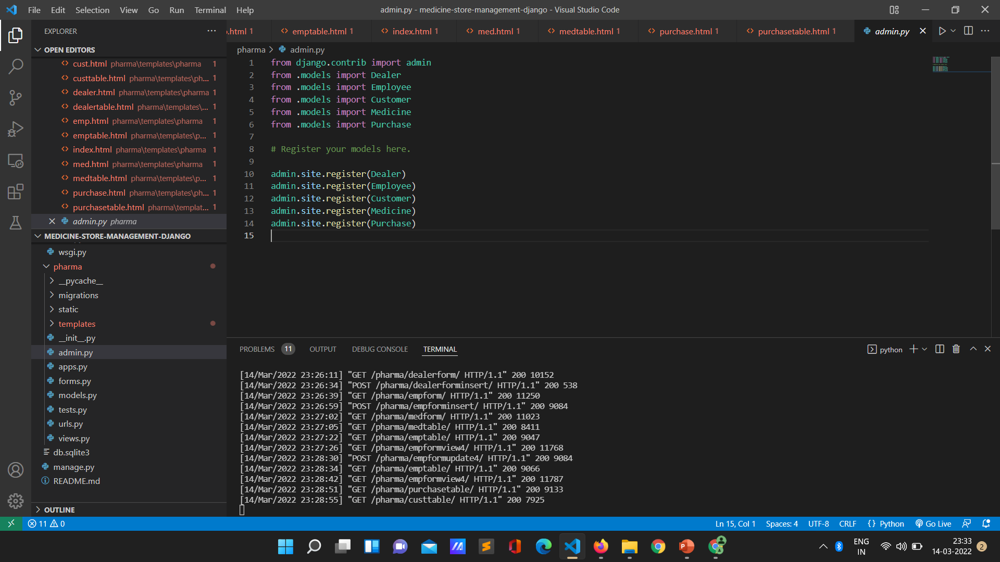 File Edit Selection View Go Run Terminal Help
admin.py - medicine-store-management-django - Visual Studio Code
EXPLORER
OPEN EDITORS
cust.html pharma\templates\pharma 1
custtable.html pharma\templates\ph... 1
dealer.html pharma\templates\pharma 1
dealertable.html pharma\templates\... 1
emp.html pharma\templates\pharma 1
emptable.html pharma\templates\p... 1
index.html pharma\templates\pharma 1
med.html pharma\templates\pharma 1
medtable.html pharma\templates\p... 1
purchase.html pharma\templates\ph... 1
purchasetable.html pharma\templat... 1
admin.py pharma
MEDICINE-STORE-MANAGEMENT-DJANGO
wsgi.py
pharma
__pycache__
migrations
static
templates
__init__.py
admin.py
apps.py
forms.py
models.py
tests.py
urls.py
views.py
db.sqlite3
manage.py
README.md
OUTLINE
.html 1 emptable.html 1 index.html 1 med.html 1 medtable.html 1 purchase.html 1 purchasetable.html 1 admin.py
pharma > admin.py
1 from django.contrib import admin
2 from .models import Dealer
3 from .models import Employee
4 from .models import Customer
5 from .models import Medicine
6 from .models import Purchase
7
8 # Register your models here.
9
10 admin.site.register(Dealer)
11 admin.site.register(Employee)
12 admin.site.register(Customer)
13 admin.site.register(Medicine)
14 admin.site.register(Purchase)
15
PROBLEMS 11 OUTPUT DEBUG CONSOLE TERMINAL
python
[14/Mar/2022 23:26:11] "GET /pharma/dealerform/ HTTP/1.1" 200 10152
[14/Mar/2022 23:26:34] "POST /pharma/dealerforminsert/ HTTP/1.1" 200 538
[14/Mar/2022 23:26:39] "GET /pharma/empform/ HTTP/1.1" 200 11250
[14/Mar/2022 23:26:59] "POST /pharma/empforminsert/ HTTP/1.1" 200 9084
[14/Mar/2022 23:27:02] "GET /pharma/medform/ HTTP/1.1" 200 11023
[14/Mar/2022 23:27:05] "GET /pharma/medtable/ HTTP/1.1" 200 8411
[14/Mar/2022 23:27:22] "GET /pharma/emptable/ HTTP/1.1" 200 9047
[14/Mar/2022 23:27:26] "GET /pharma/empformview4/ HTTP/1.1" 200 11768
[14/Mar/2022 23:28:30] "POST /pharma/empformupdate4/ HTTP/1.1" 200 9084
[14/Mar/2022 23:28:34] "GET /pharma/emptable/ HTTP/1.1" 200 9066
[14/Mar/2022 23:28:42] "GET /pharma/empformview4/ HTTP/1.1" 200 11787
[14/Mar/2022 23:28:51] "GET /pharma/purchasetable/ HTTP/1.1" 200 9133
[14/Mar/2022 23:28:55] "GET /pharma/custtable/ HTTP/1.1" 200 7925
11 0
Ln 15, Col 1 Spaces: 4 UTF-8 CRLF {} Python Go Live
ENG
IN
23:33
14-03-2022
2